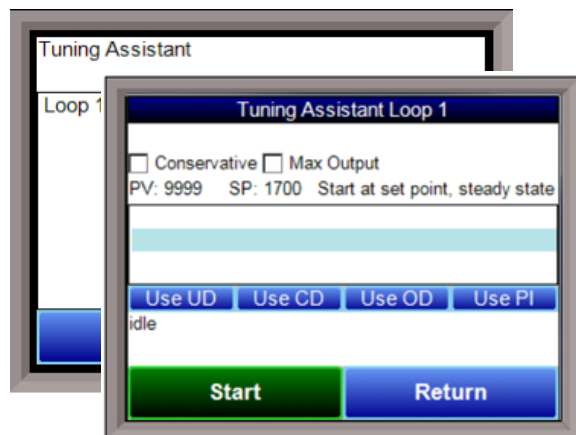 Tuning Assistant
Loop 1
Tuning Assistant Loop 1
Conservative Max Output
PV: 9999 SP: 1700 Start at set point, steady state
Use UD Use CD Use OD Use PI
idle
Start Return